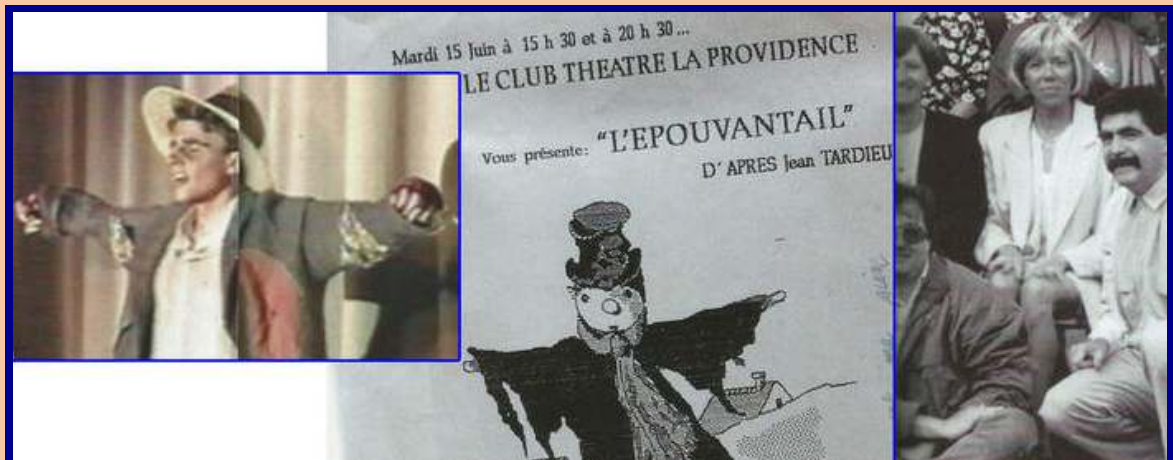 Mardi 15 Juin à 15 h 30 et à 20 h 30...
LE CLUB THEATRE LA PROVIDENCE
Vous présente: "L'EPOUVANTAIL"
D' APRES Jean TARDIEU